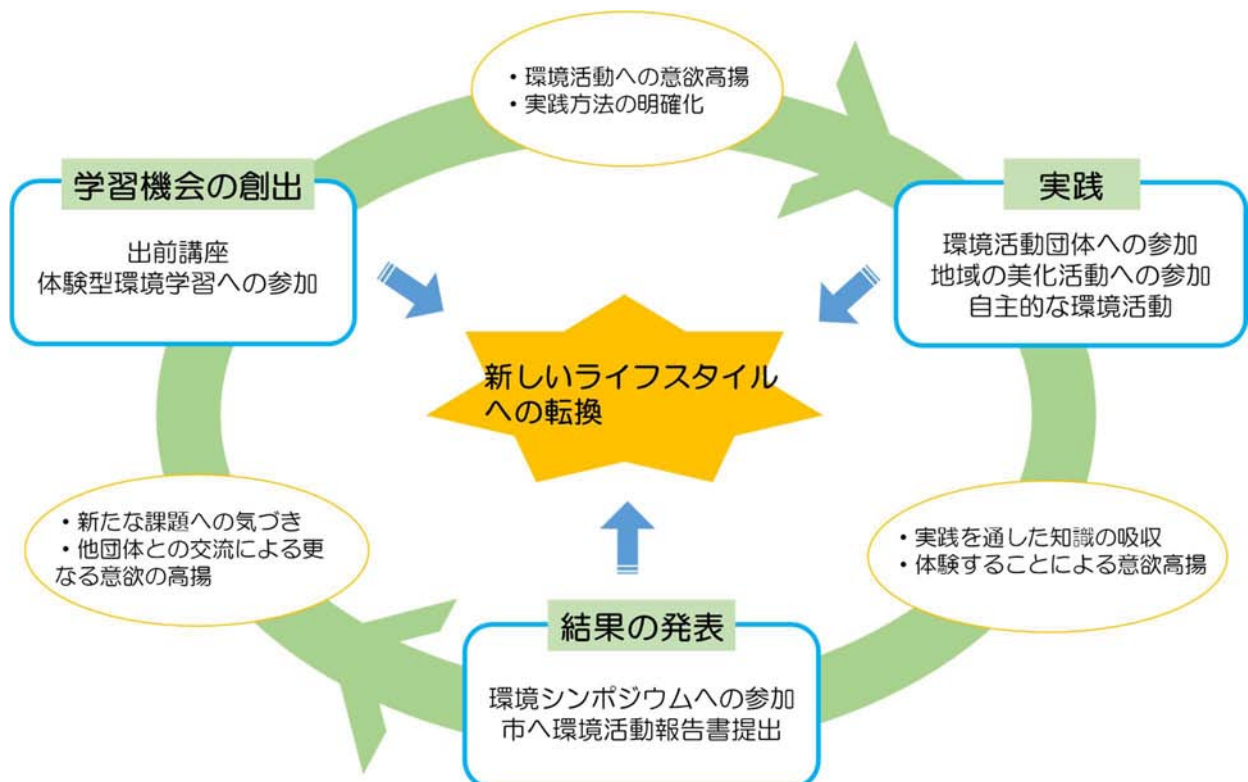 ・環境活動への意欲高揚
・実践方法の明確化
学習機会の創出
出前講座
体験型環境学習への参加
実践
環境活動団体への参加
地域の美化活動への参加
自主的な環境活動
新しいライフスタイル
への転換
・新たな課題への気づき
・他団体との交流による更
なる意欲の高揚
・実践を通した知識の吸収
・体験することによる意欲高揚
結果の発表
環境シンポジウムへの参加
市へ環境活動報告書提出